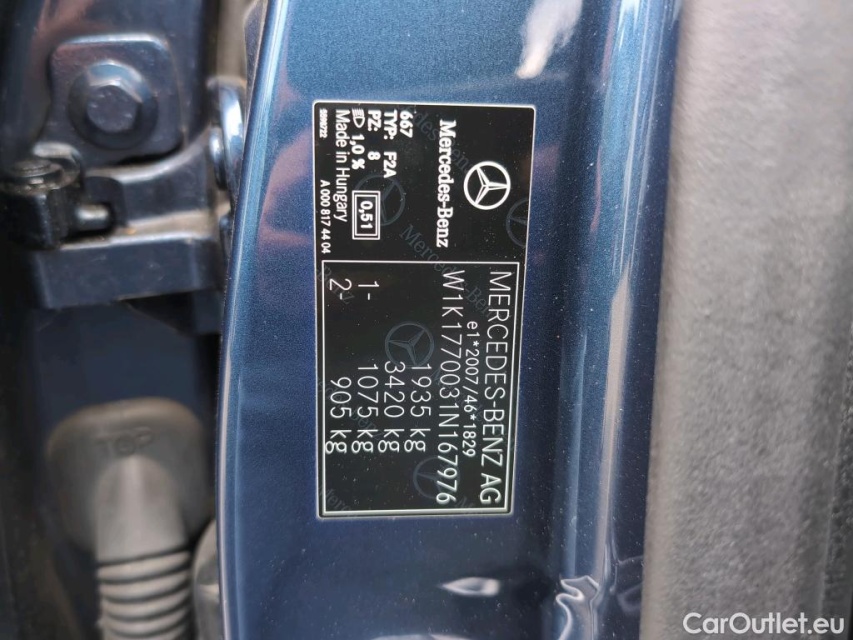 Mercedes-Benz
667
TYP: F2A
PZ: 8
1,0 %
0,51
Made in Hungary
A 000 817 44 04
MERCEDES-BENZ AG
e1*2007/46*1829
W1K1770031N167976
1935 kg
3420 kg
1- 1075 kg
2- 905 kg
TOP
CarOutlet.eu